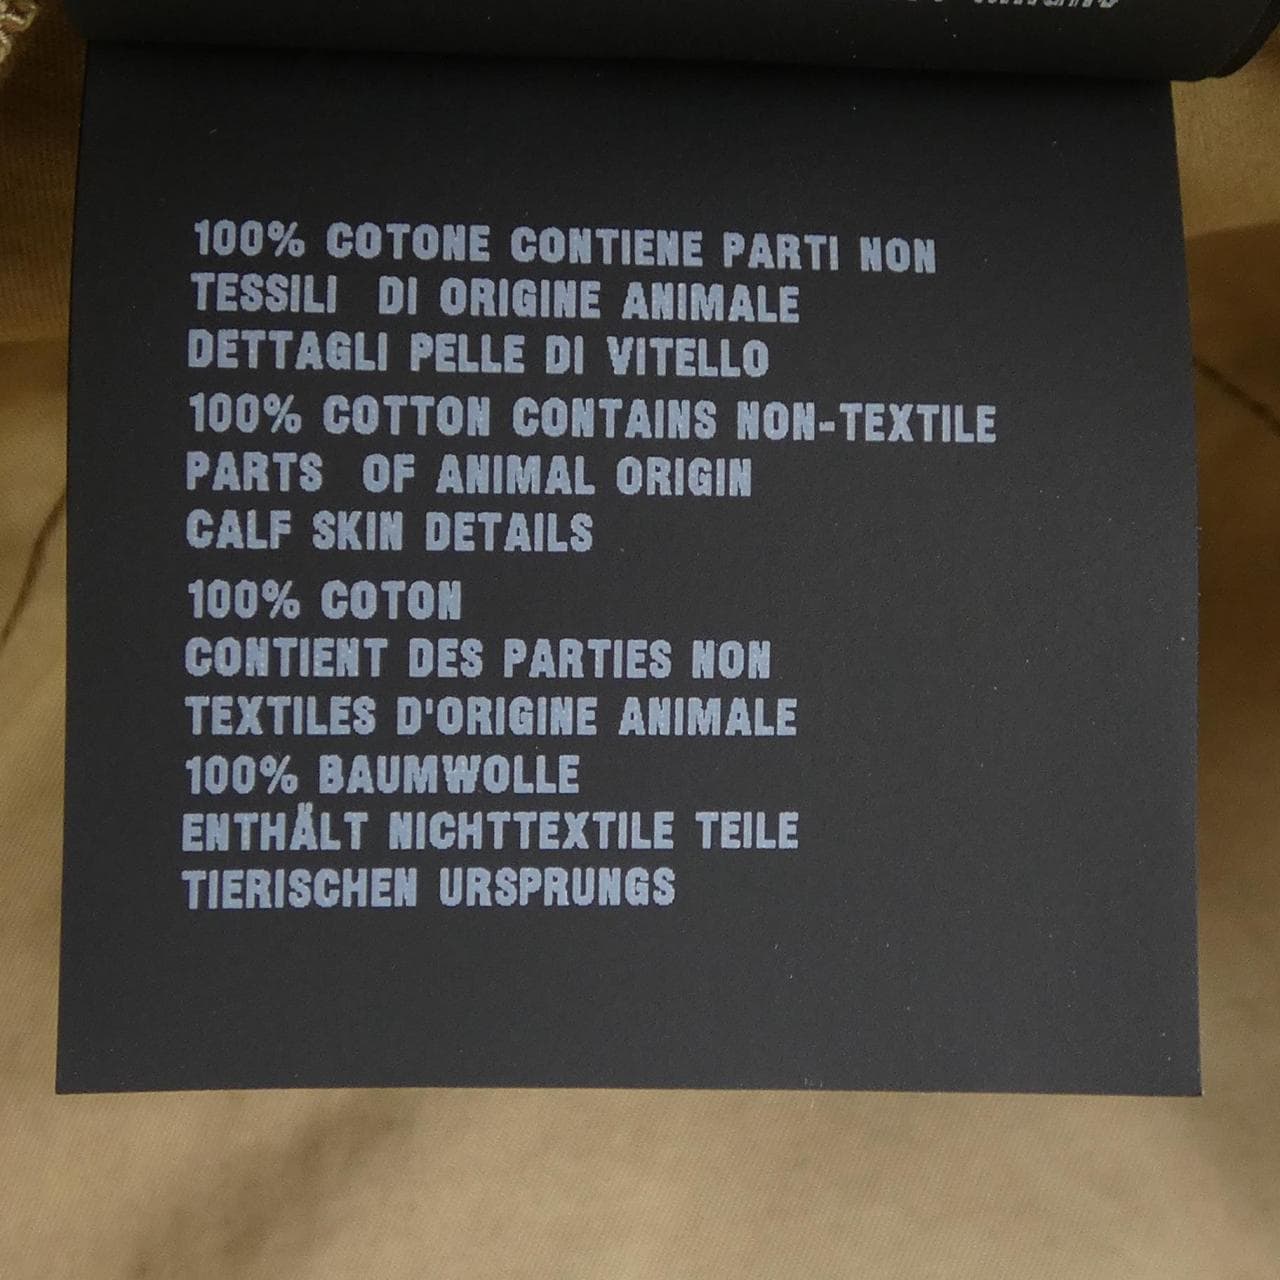 100% COTONE CONTIENE PARTI NON
TESSILI DI ORIGINE ANIMALE
DETTAGLI PELLE DI VITELLO
100% COTTON CONTAINS NON-TEXTILE
PARTS OF ANIMAL ORIGIN
CALF SKIN DETAILS
100% COTON
CONTIENT DES PARTIES NON
TEXTILES D'ORIGINE ANIMALE
100% BAUMWOLLE
ENTHÄLT NICHTTEXTILE TEILE
TIERISCHEN URSPRUNGS